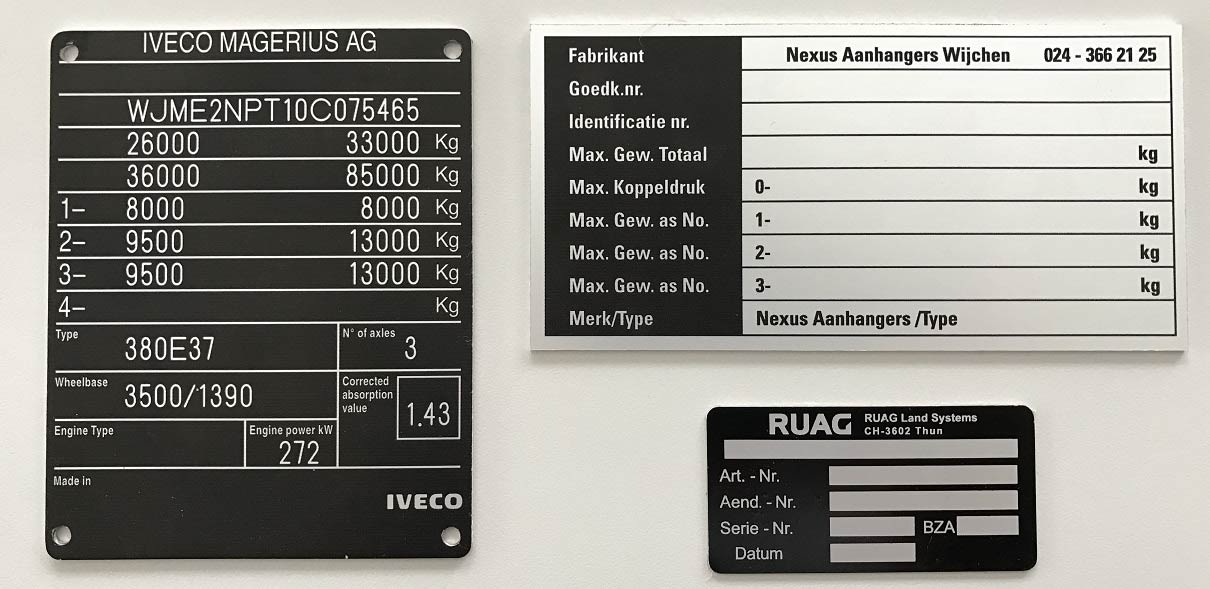 IVECO MAGERIUS AG
WJME2NPT10C075465
26000 33000 Kg
36000 85000 Kg
1- 8000 8000 Kg
2- 9500 13000 Kg
3- 9500 13000 Kg
4- Kg
Type 380E37 N° of axles 3
Wheelbase 3500/1390 Corrected absorption value 1.43
Engine Type Engine power kW 272
Made in
IVECO
Fabrikant Nexus Aanhangers Wijchen 024 - 366 21 25
Goedk.nr.
Identificatie nr.
Max. Gew. Totaal kg
Max. Koppeldruk 0- kg
Max. Gew. as No. 1- kg
Max. Gew. as No. 2- kg
Max. Gew. as No. 3- kg
Merk/Type Nexus Aanhangers /Type
RUAG RUAG Land Systems
CH-3602 Thun
Art. - Nr.
Aend. - Nr.
Serie - Nr. BZA
Datum